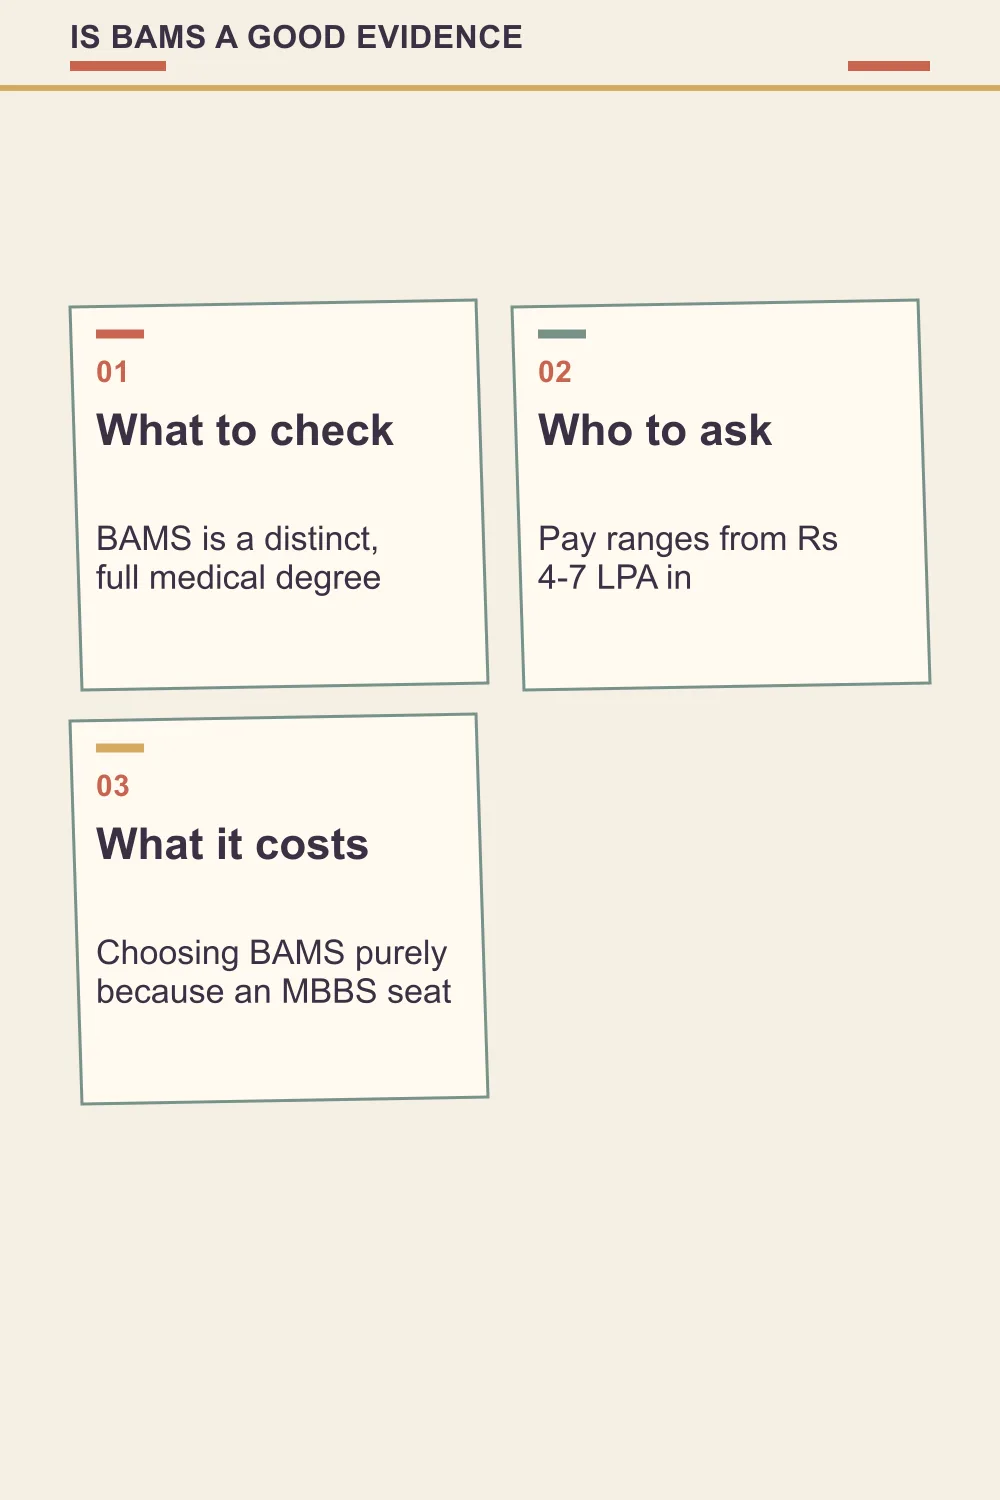 IS BAMS A GOOD EVIDENCE
01
What to check
BAMS is a distinct,
full medical degree
02
Who to ask
Pay ranges from Rs
4-7 LPA in
03
What it costs
Choosing BAMS purely
because an MBBS seat